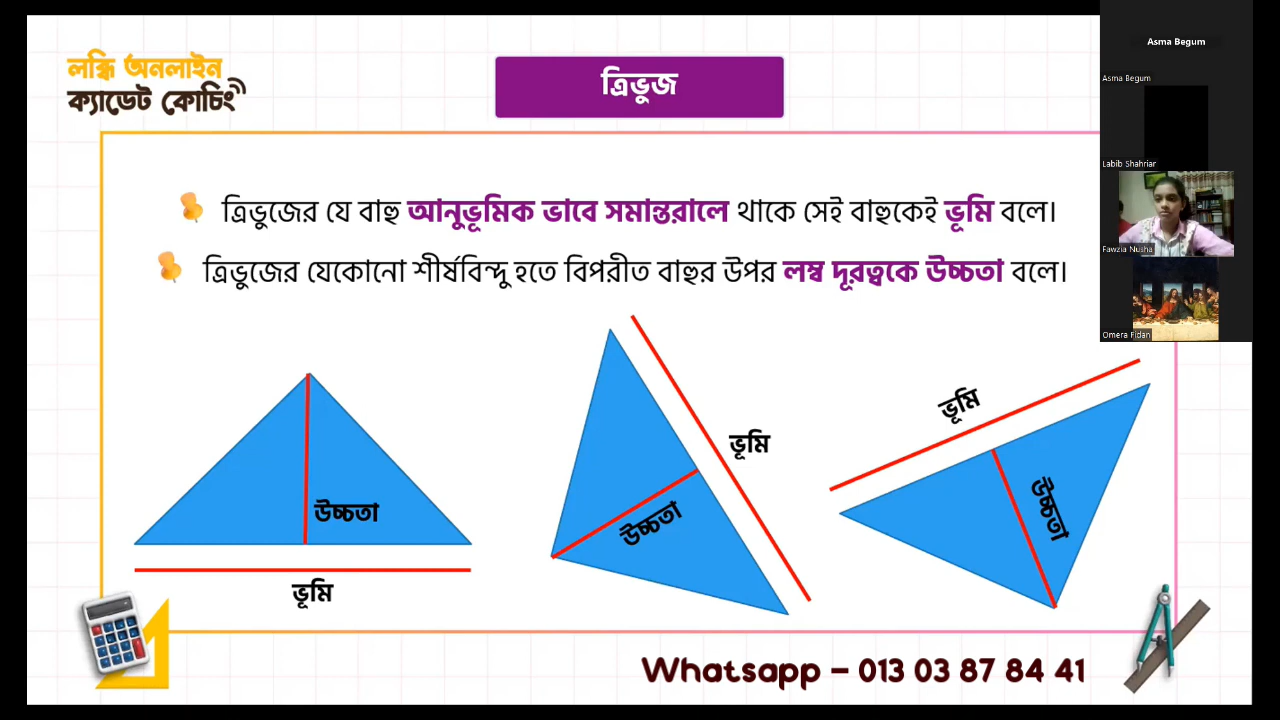 লব্ধি অনলাইন
ক্যাডেট কোচিং
ত্রিভুজ
Asma Begum
Asma Begum
Labib Shahriar
Fawzia Nusha
Omera Fidan
ত্রিভুজের যে বাহু আনুভূমিক ভাবে সমান্তরালে থাকে সেই বাহুকেই ভূমি বলে।
ত্রিভুজের যেকোনো শীর্ষবিন্দু হতে বিপরীত বাহুর উপর লম্ব দূরত্বকে উচ্চতা বলে।
উচ্চতা
ভূমি
ভূমি
উচ্চতা
ভূমি
উচ্চতা
Whatsapp – 013 03 87 84 41